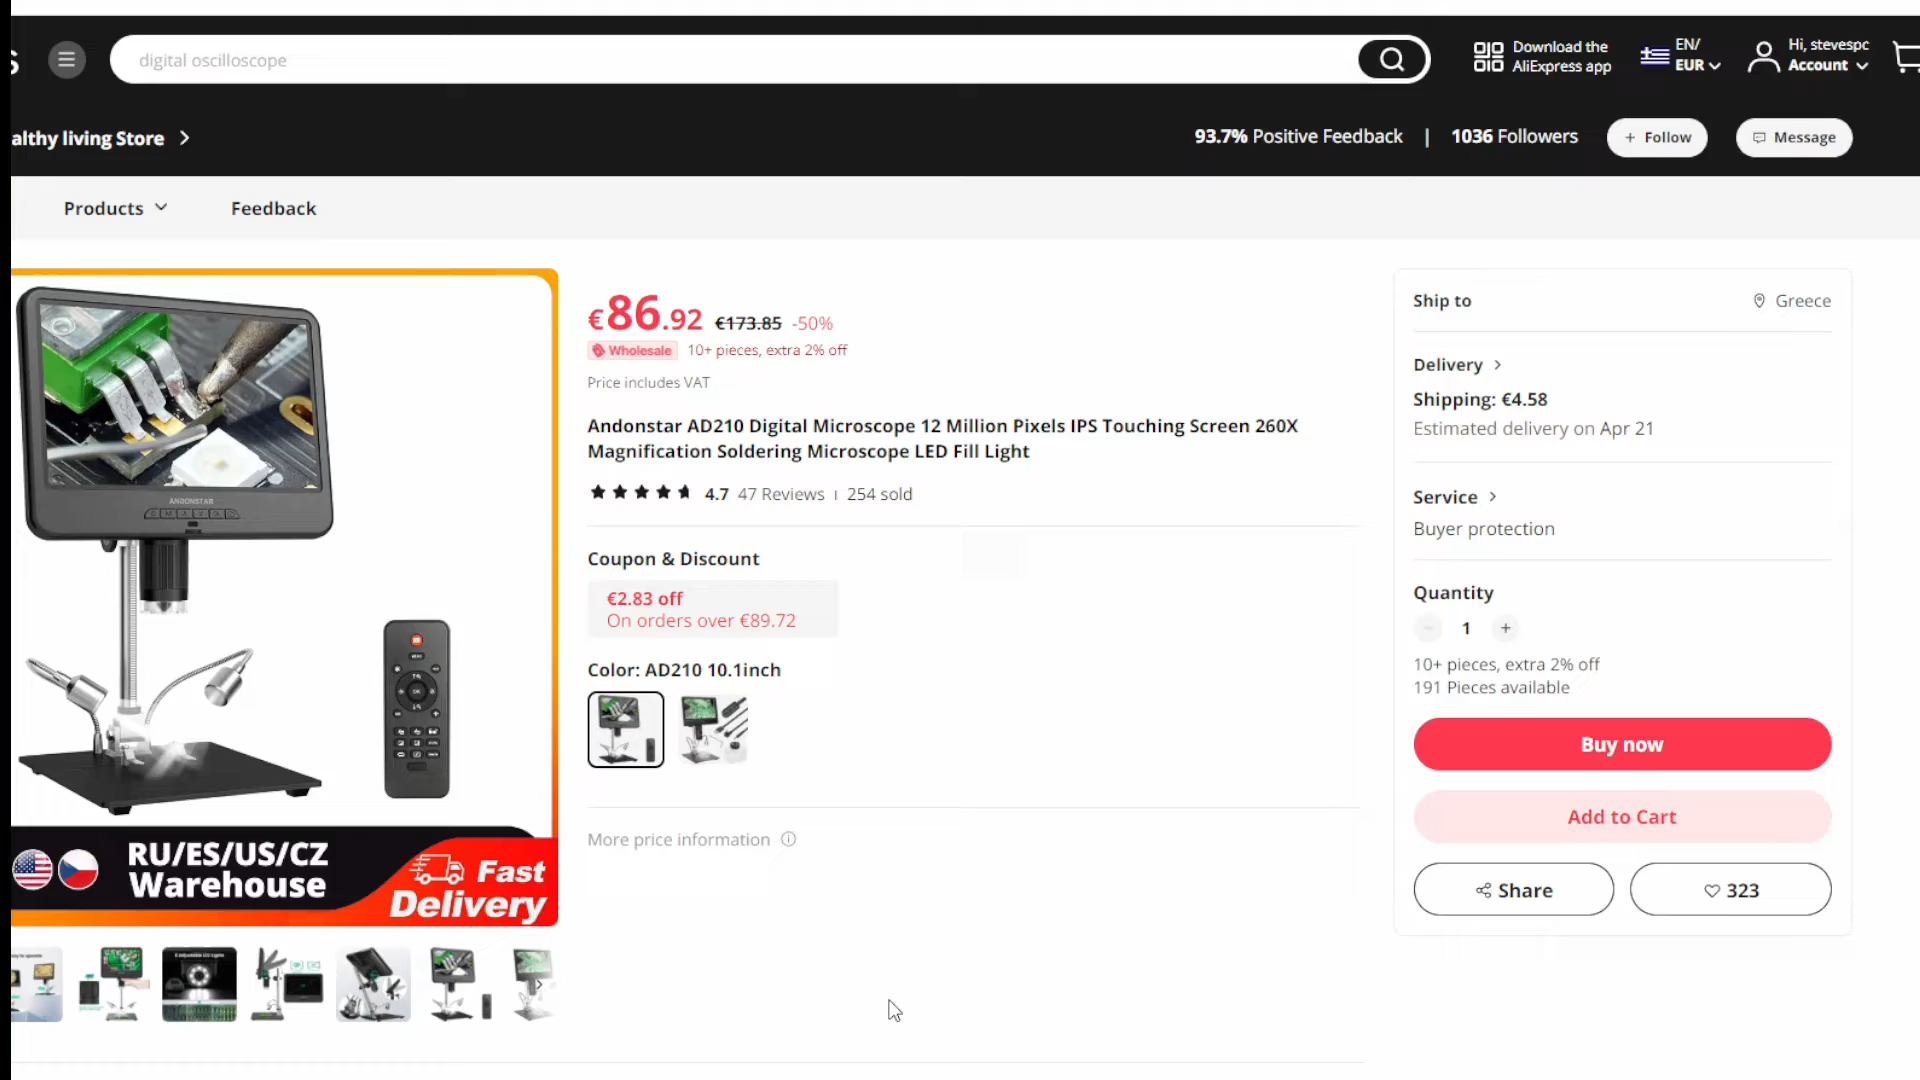 digital oscilloscope
Download the
AliExpress app
EN/
EUR
Hi, stevespc
Account
althy living Store
93.7% Positive Feedback | 1036 Followers
+ Follow
Message
Products
Feedback
€86.92 €173.85 -50%
Wholesale 10+ pieces, extra 2% off
Price includes VAT
Andonstar AD210 Digital Microscope 12 Million Pixels IPS Touching Screen 260X
Magnification Soldering Microscope LED Fill Light
4.7 47 Reviews 254 sold
Coupon & Discount
€2.83 off
On orders over €89.72
Color: AD210 10.1inch
More price information
ANDONSTAR
RU/ES/US/CZ
Warehouse
Fast
Delivery
Ship to
Greece
Delivery
Shipping: €4.58
Estimated delivery on Apr 21
Service
Buyer protection
Quantity
1 +
10+ pieces, extra 2% off
191 Pieces available
Buy now
Add to Cart
Share
323